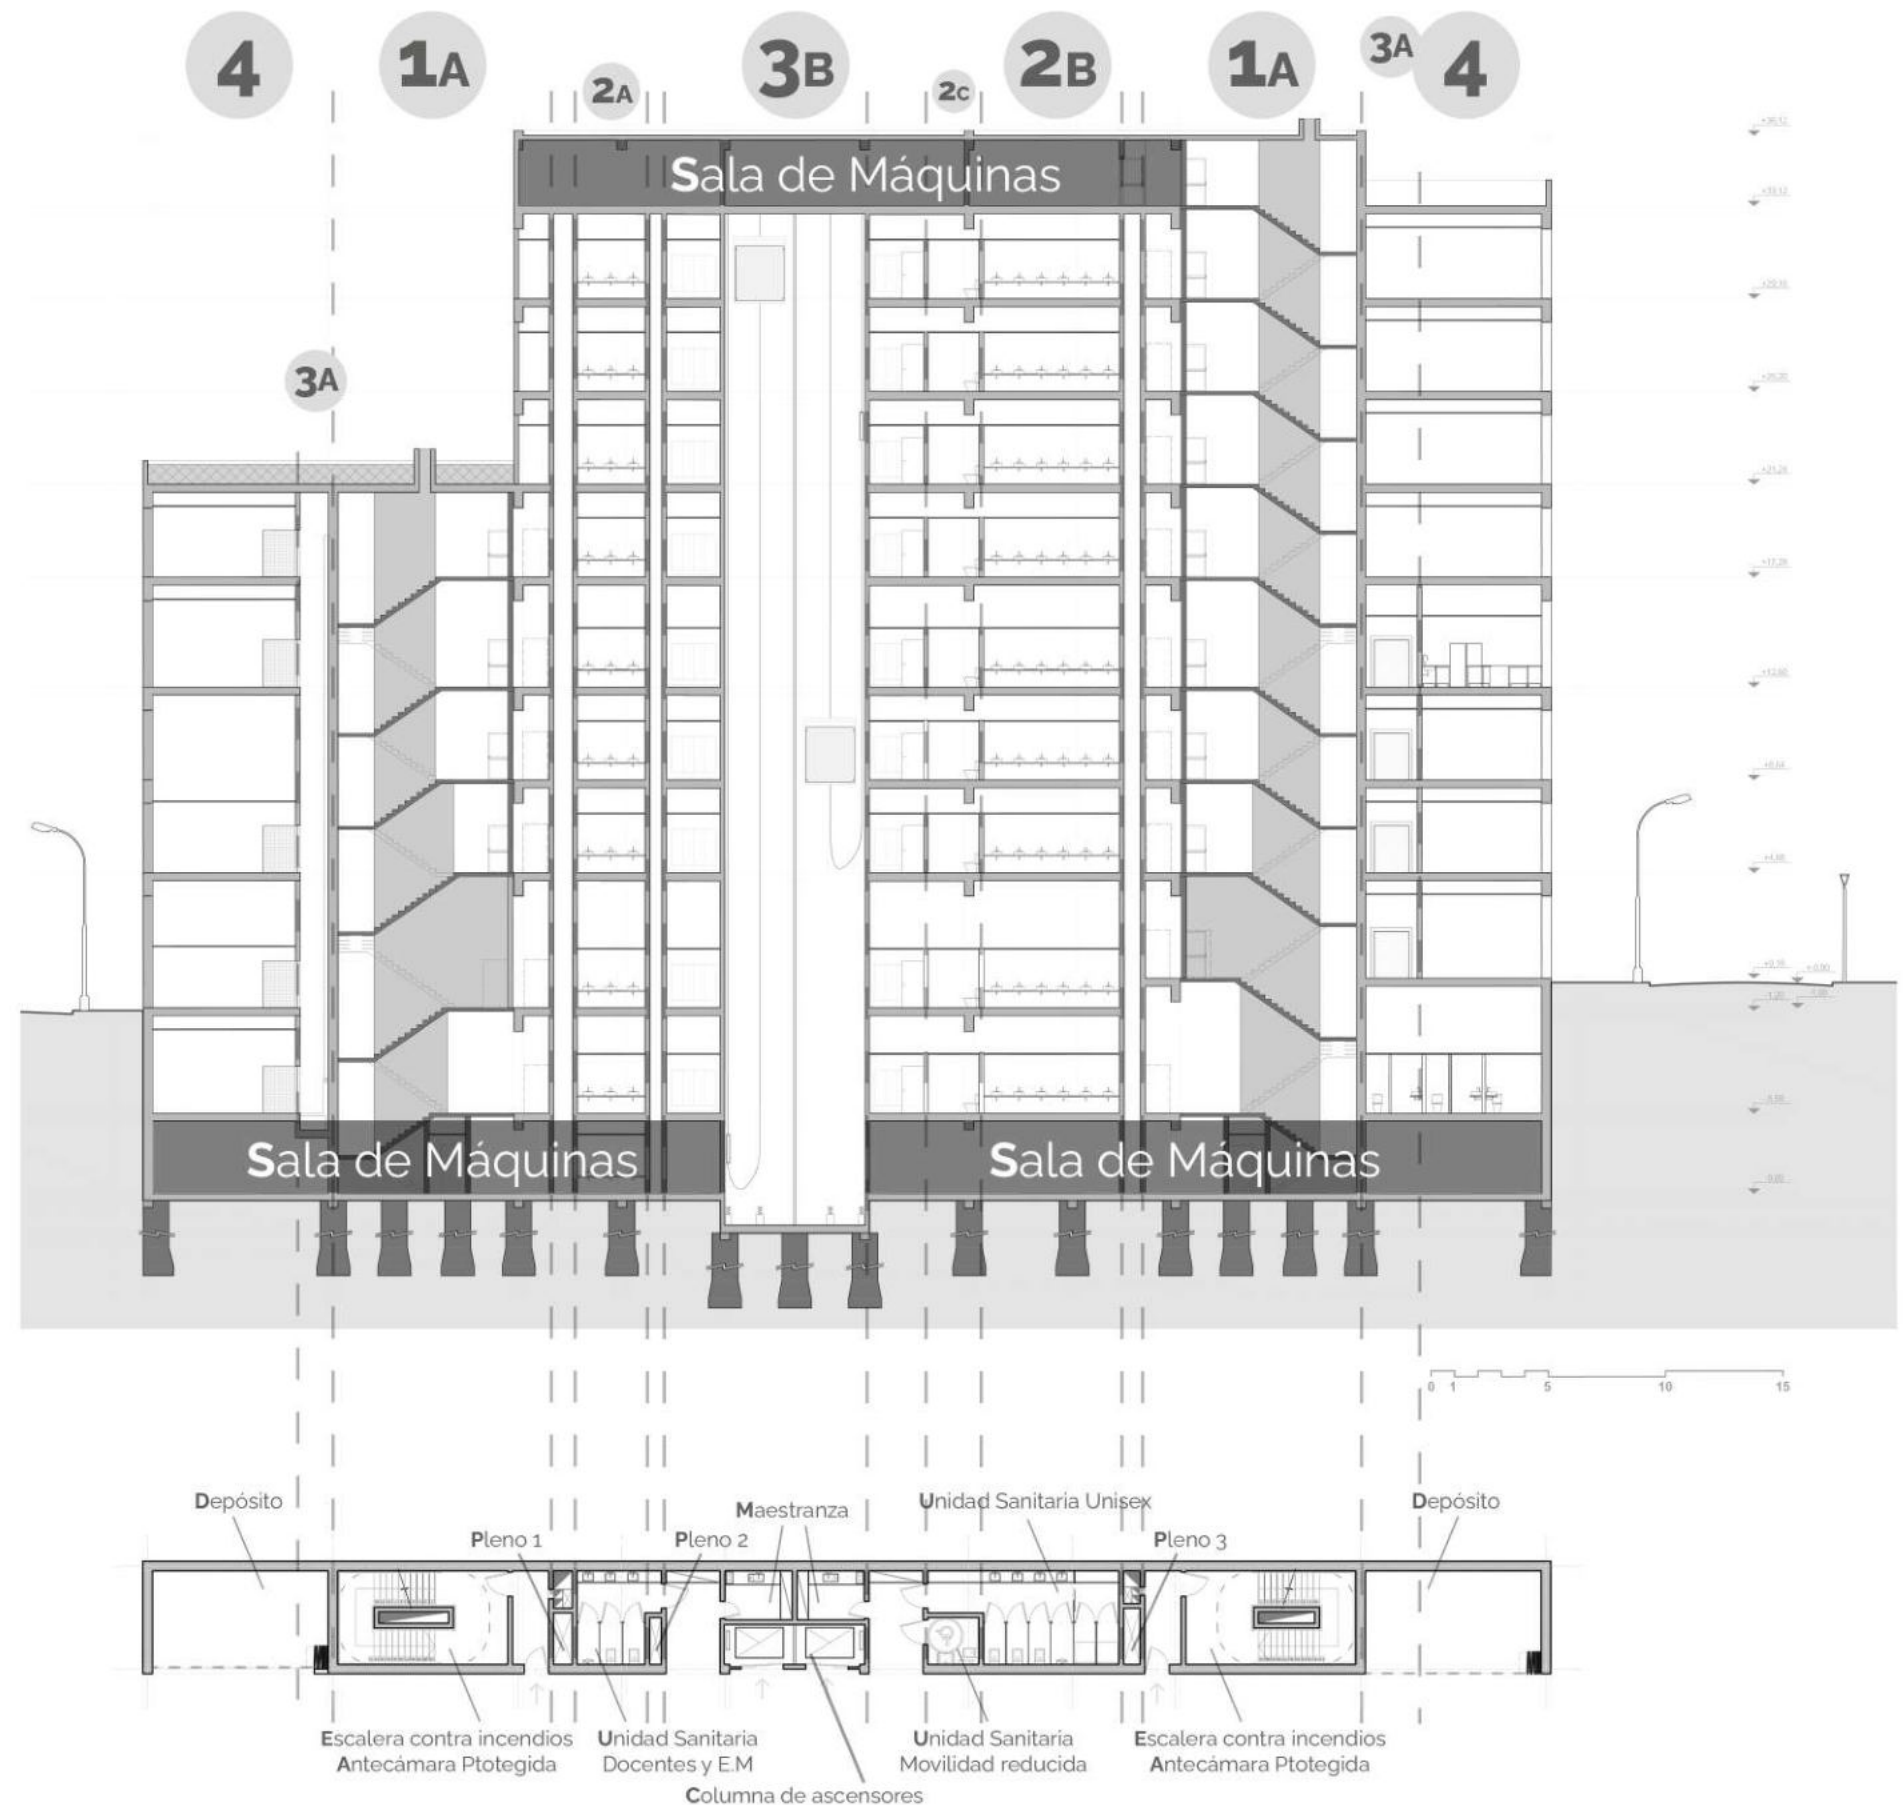 4
1A
2A
3B
2C
2B
1A
3A
4
Sala de Máquinas
3A
Sala de Máquinas
Sala de Máquinas
0 1 5 10 15
Depósito
Maestranza
Unidad Sanitaria Unisex
Depósito
Pleno 1
Pleno 2
Pleno 3
Escalera contra incendios
Antecámara Ptotegida
Unidad Sanitaria
Docentes y E.M
Unidad Sanitaria
Movilidad reducida
Escalera contra incendios
Antecámara Ptotegida
Columna de ascensores